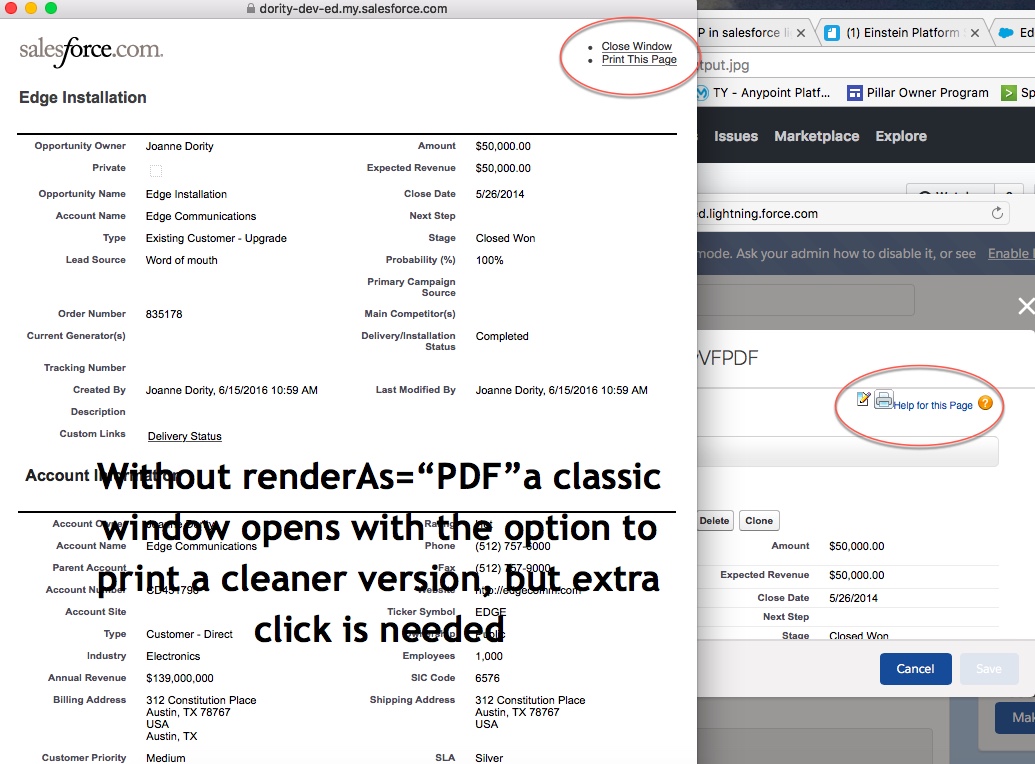 dority-dev-ed.my.salesforce.com
salesforce.com.
Close Window
Print This Page
Edge Installation
Opportunity Owner Joanne Dority Amount $50,000.00
Private Expected Revenue $50,000.00
Opportunity Name Edge Installation Close Date 5/26/2014
Account Name Edge Communications Next Step
Type Existing Customer - Upgrade Stage Closed Won
Lead Source Word of mouth Probability (%) 100%
Primary Campaign
Source
Order Number 835178 Main Competitor(s)
Current Generator(s) Delivery/Installation
Status Completed
Tracking Number
Created By Joanne Dority, 6/15/2016 10:59 AM Last Modified By Joanne Dority, 6/15/2016 10:59 AM
Description
Custom Links Delivery Status
Account Information
Without renderAs=“PDF”a classic
window opens with the option to
print a cleaner version, but extra
click is needed
Account Owner Joanne Dority Rating
Account Name Edge Communications Phone (512) 757-6000
Parent Account Fax (512) 757-9000
Account Number Website http://edgecomm.com
Account Site Ticker Symbol EDGE
Type Customer - Direct Ownership Public
Industry Electronics Employees 1,000
Annual Revenue $139,000,000 SIC Code 6576
Billing Address 312 Constitution Place Shipping Address 312 Constitution Place
Austin, TX 78767 Austin, TX 78767
USA USA
Austin, TX
Customer Priority Medium SLA Silver
P in salesforce li
(1) Einstein Platform
Ed
tput.jpg
TY - Anypoint Platf...
Pillar Owner Program
Sp
Issues Marketplace Explore
ed.lightning.force.com
mode. Ask your admin how to disable it, or see Enable
VFPDF
Help for this Page ?
Delete Clone
Amount $50,000.00
Expected Revenue $50,000.00
Close Date 5/26/2014
Next Step
Stage Closed Won
Cancel Save
Mak